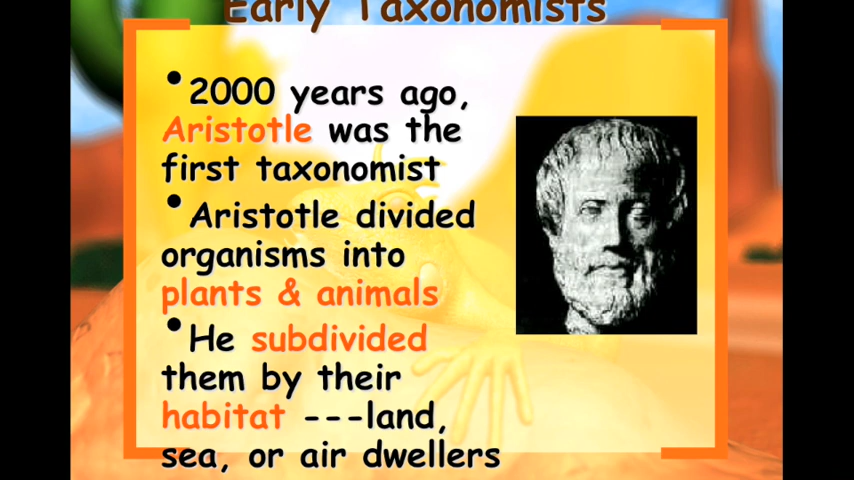 Early Taxonomists
•2000 years ago,
Aristotle was the
first taxonomist
•Aristotle divided
organisms into
plants & animals
•He subdivided
them by their
habitat ---land,
sea, or air dwellers